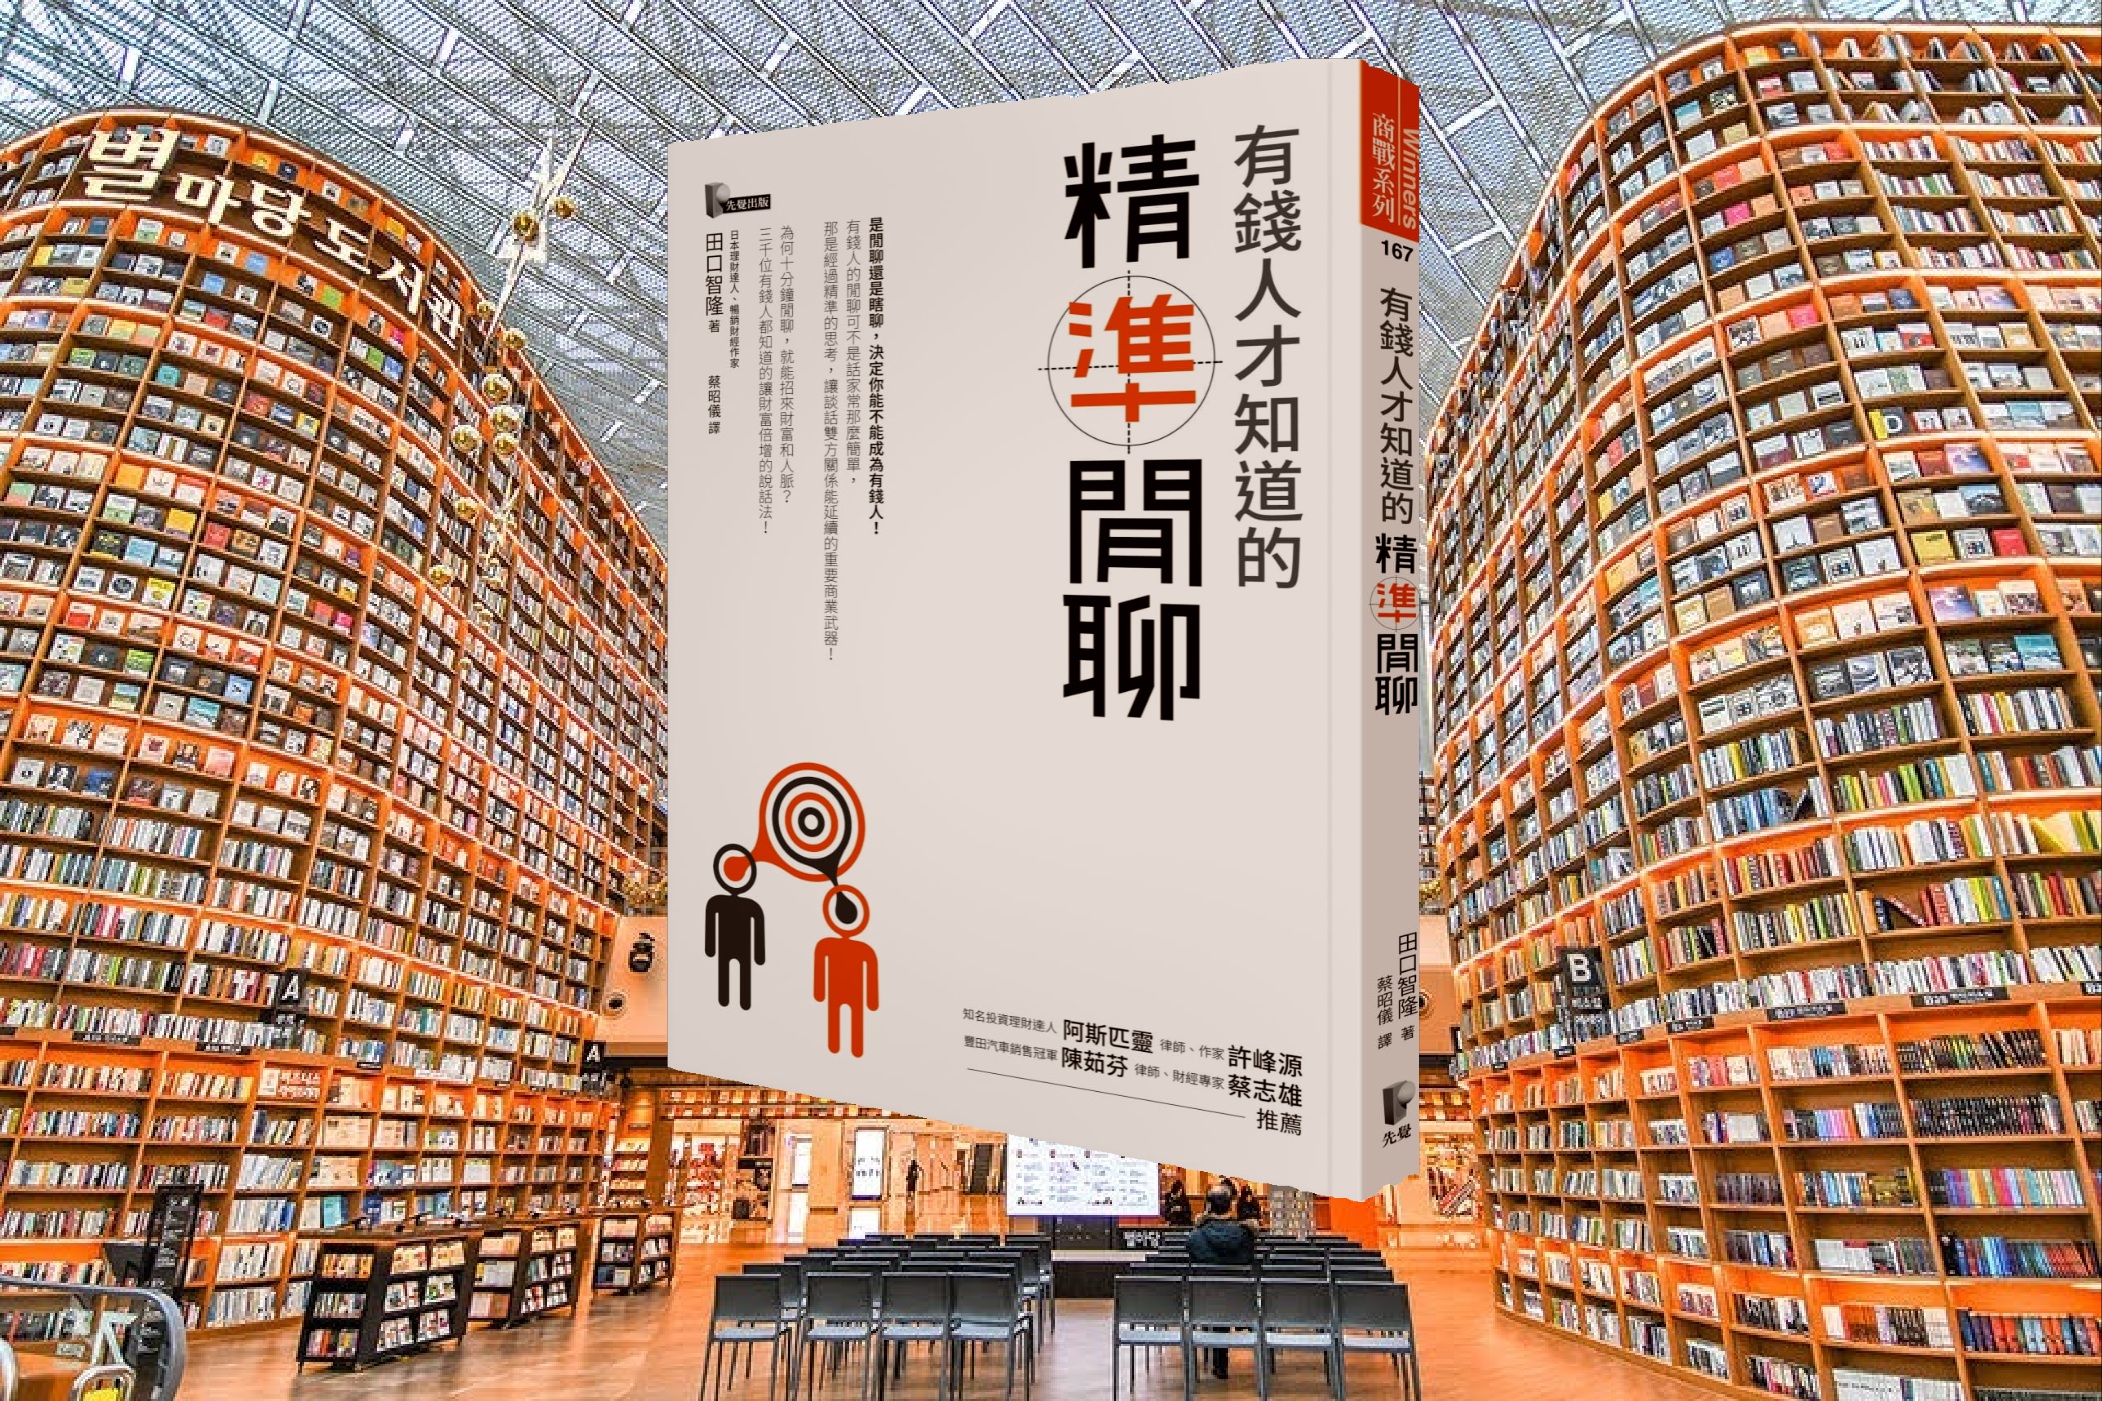 별마당 도서관
有錢人才知道的
精準閒聊
是閒聊還是瞎聊，決定你能不能成為有錢人！
有錢人的閒聊可不是話家常那麼簡單，
那是經過精準的思考，讓談話雙方關係能延續的重要商業武器！
為何十分鐘閒聊，就能招來財富和人脈？
三千位有錢人都知道的讓財富倍增的說話法！
日本理財達人、暢銷財經作家
田口智隆 著
蔡昭儀 譯
先覺出版
知名投資理財達人 阿斯匹靈 律師、作家 許峰源
豐田汽車銷售冠軍 陳茹芬 律師、財經專家 蔡志雄
推薦
Winners
商戰系列
167
有錢人才知道的
精準閒聊
田口智隆 著
蔡昭儀 譯
先覺
A
A
B
D
별마당